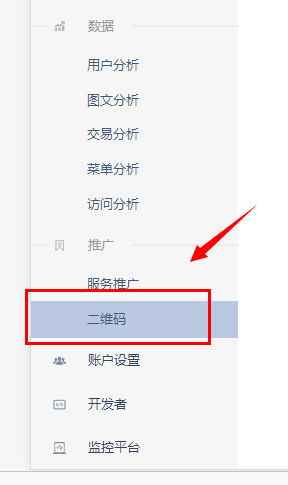 数据
用户分析
图文分析
交易分析
菜单分析
访问分析
推广
服务推广
二维码
账户设置
开发者
监控平台